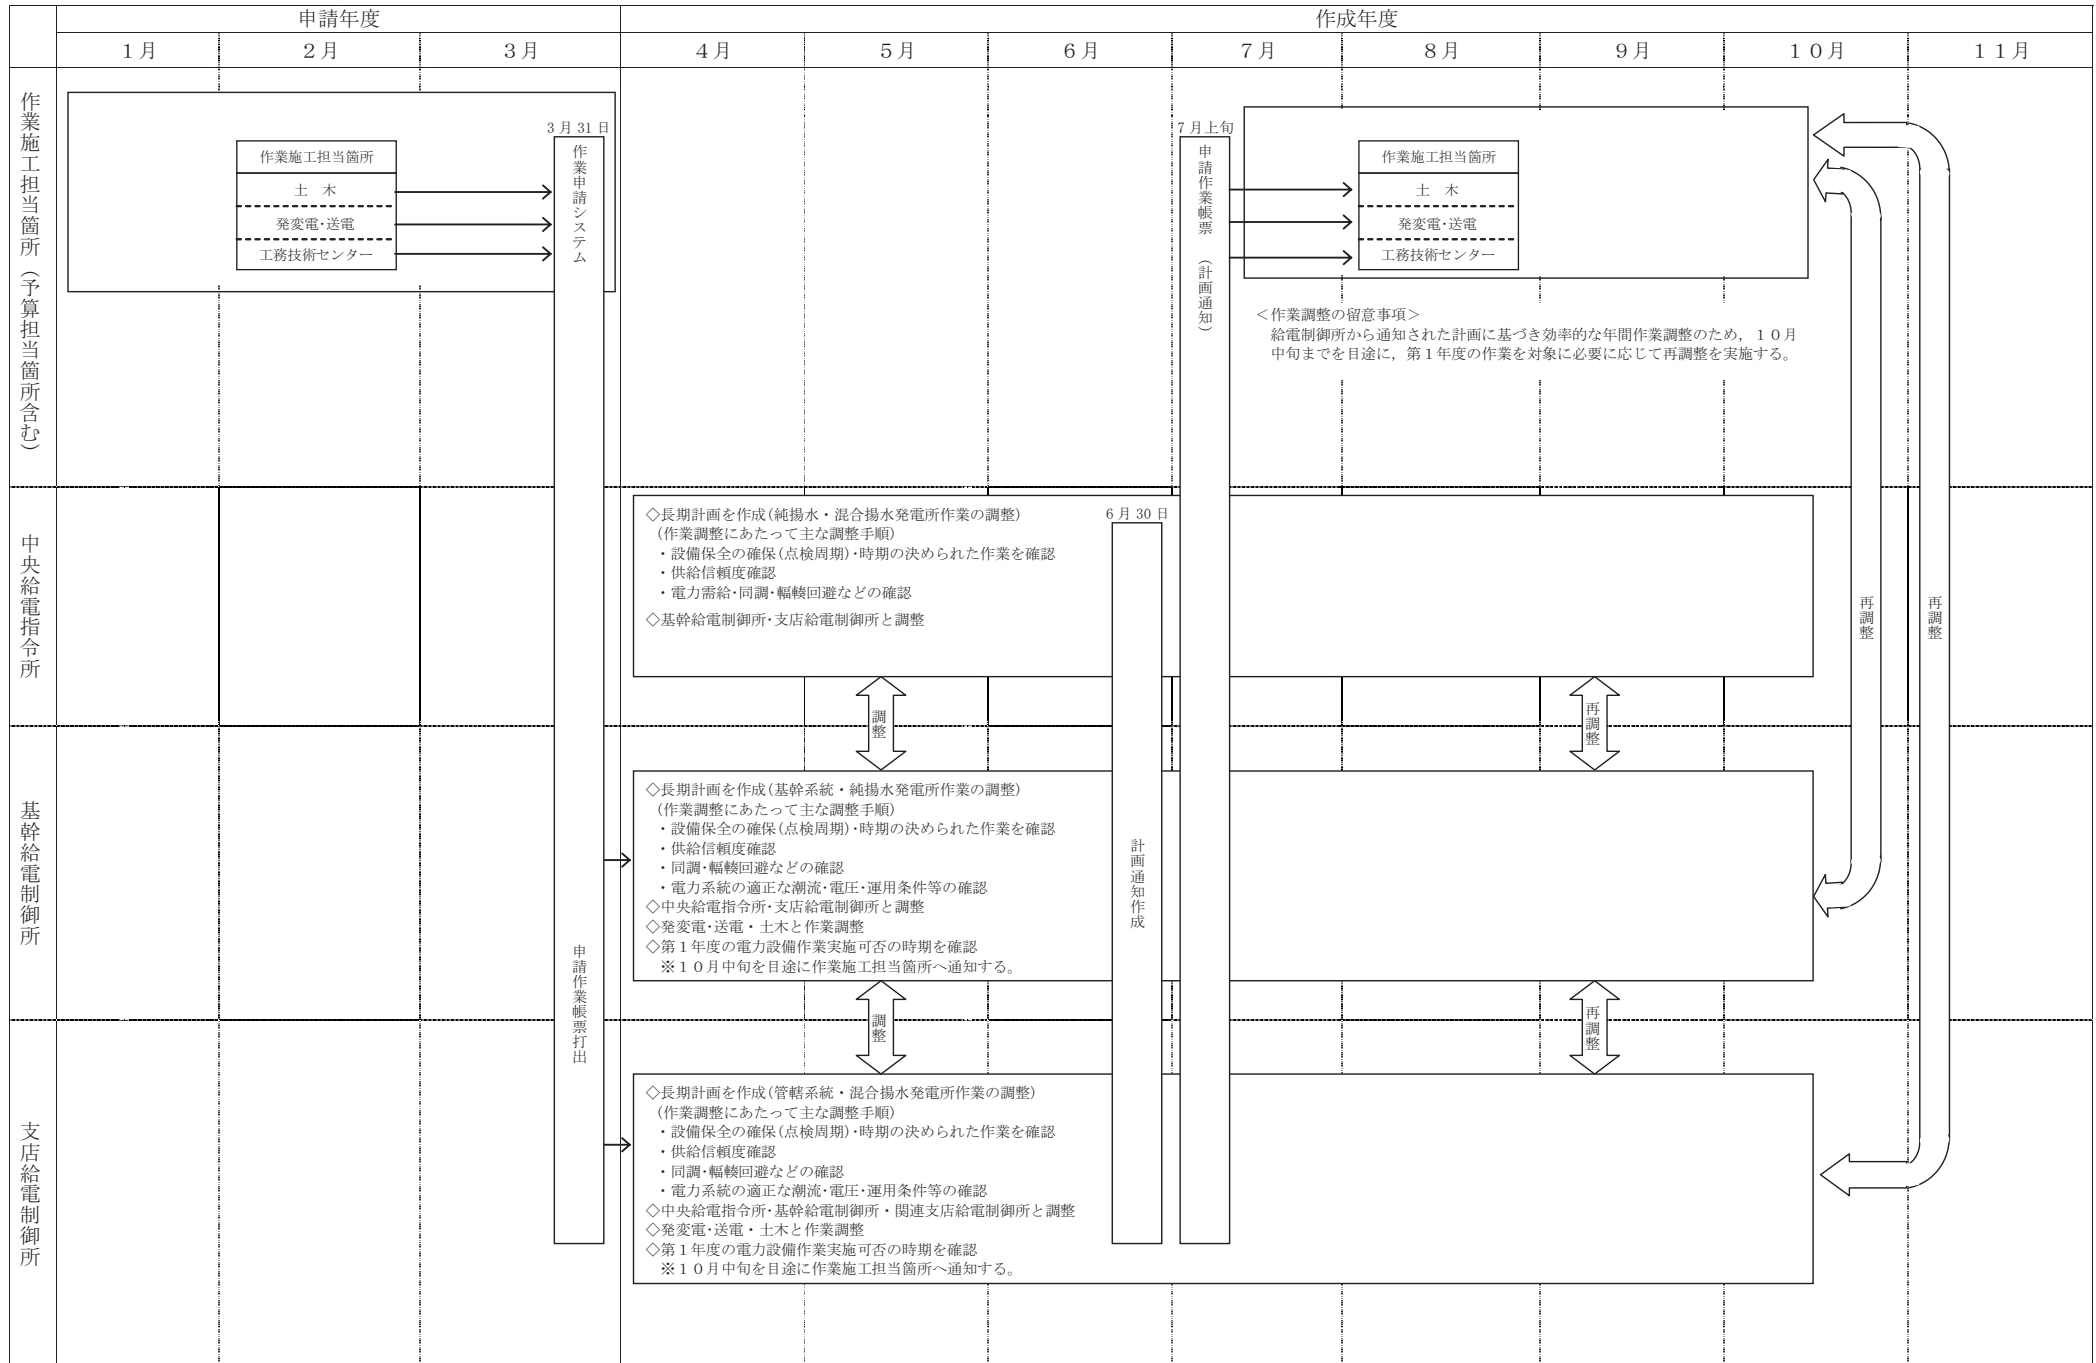 申請年度
作成年度
１月
２月
３月
４月
５月
６月
７月
８月
９月
１０月
１１月
作業施工担当箇所（予算担当箇所含む）
作業施工担当箇所
土　木
発変電･送電
工務技術センター
3 月 31 日
作業申請システム
申請作業帳票打出
7 月上旬
申請作業帳票　（計画通知）
作業施工担当箇所
土　木
発変電･送電
工務技術センター
＜作業調整の留意事項＞
給電制御所から通知された計画に基づき効率的な年間作業調整のため，１０月
中旬までを目途に，第１年度の作業を対象に必要に応じて再調整を実施する。
中央給電指令所
◇長期計画を作成(純揚水・混合揚水発電所作業の調整)
(作業調整にあたって主な調整手順)
・設備保全の確保(点検周期)･時期の決められた作業を確認
・供給信頼度確認
・電力需給･同調･輻輳回避などの確認
◇基幹給電制御所･支店給電制御所と調整
6 月 30 日
計画通知作成
再調整
再調整
調整
再調整
基幹給電制御所
◇長期計画を作成(基幹系統・純揚水発電所作業の調整)
(作業調整にあたって主な調整手順)
・設備保全の確保(点検周期)･時期の決められた作業を確認
・供給信頼度確認
・同調･輻輳回避などの確認
・電力系統の適正な潮流･電圧･運用条件等の確認
◇中央給電指令所･支店給電制御所と調整
◇発変電･送電・土木と作業調整
◇第１年度の電力設備作業実施可否の時期を確認
※１０月中旬を目途に作業施工担当箇所へ通知する。
調整
再調整
支店給電制御所
◇長期計画を作成(管轄系統・混合揚水発電所作業の調整)
(作業調整にあたって主な調整手順)
・設備保全の確保(点検周期)･時期の決められた作業を確認
・供給信頼度確認
・同調･輻輳回避などの確認
・電力系統の適正な潮流･電圧･運用条件等の確認
◇中央給電指令所･基幹給電制御所・関連支店給電制御所と調整
◇発変電･送電・土木と作業調整
◇第１年度の電力設備作業実施可否の時期を確認
※１０月中旬を目途に作業施工担当箇所へ通知する。